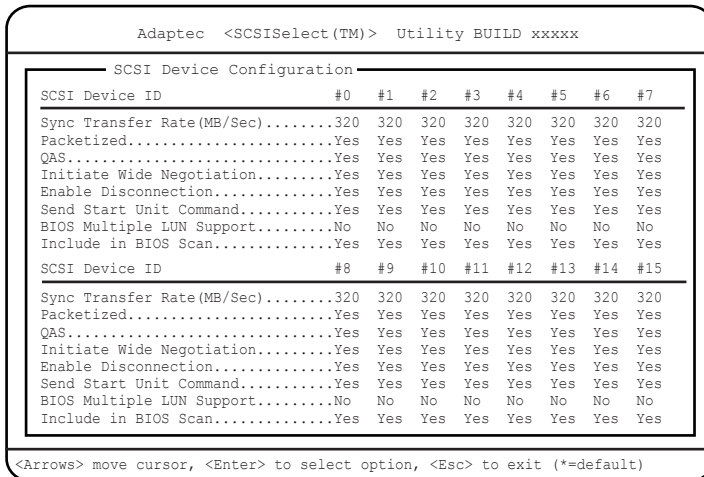 Adaptec <SCSISelect(TM)> Utility BUILD xxxxx
SCSI Device Configuration
SCSI Device ID #0 #1 #2 #3 #4 #5 #6 #7
Sync Transfer Rate(MB/Sec)........320 320 320 320 320 320 320 320
Packetized........................Yes Yes Yes Yes Yes Yes Yes Yes
QAS...............................Yes Yes Yes Yes Yes Yes Yes Yes
Initiate Wide Negotiation.........Yes Yes Yes Yes Yes Yes Yes Yes
Enable Disconnection..............Yes Yes Yes Yes Yes Yes Yes Yes
Send Start Unit Command...........Yes Yes Yes Yes Yes Yes Yes Yes
BIOS Multiple LUN Support.........No No No No No No No No
Include in BIOS Scan..............Yes Yes Yes Yes Yes Yes Yes Yes
SCSI Device ID #8 #9 #10 #11 #12 #13 #14 #15
Sync Transfer Rate(MB/Sec)........320 320 320 320 320 320 320 320
Packetized........................Yes Yes Yes Yes Yes Yes Yes Yes
QAS...............................Yes Yes Yes Yes Yes Yes Yes Yes
Initiate Wide Negotiation.........Yes Yes Yes Yes Yes Yes Yes Yes
Enable Disconnection..............Yes Yes Yes Yes Yes Yes Yes Yes
Send Start Unit Command...........Yes Yes Yes Yes Yes Yes Yes Yes
BIOS Multiple LUN Support.........No No No No No No No No
Include in BIOS Scan..............Yes Yes Yes Yes Yes Yes Yes Yes
<Arrows> move cursor, <Enter> to select option, <Esc> to exit (*=default)